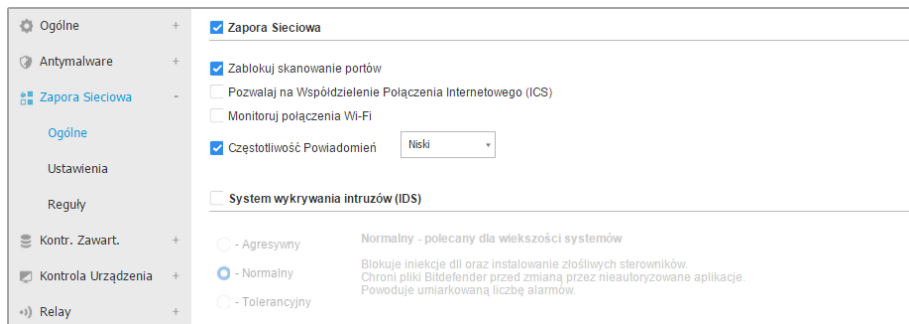 Ogólne +
Antymalware +
Zapora Sieciowa -
Ogólne
Ustawienia
Reguły
Kontr. Zawart. +
Kontrola Urządzenia +
Relay +
Zapora Sieciowa
Zablokuj skanowanie portów
Pozwalaj na Współdzielenie Połączenia Internetowego (ICS)
Monitoruj połączenia Wi-Fi
Częstotliwość Powiadomień Niski
System wykrywania intruzów (IDS)
- Agresywny
- Normalny
- Tolerancyjny
Normalny - polecany dla wiekszości systemów
Blokuje iniekcje dll oraz instalowanie złośliwych sterowników.
Chroni pliki Bitdefender przed zmianą przez nieautoryzowane aplikacje.
Powoduje umiarkowaną liczbę alarmów.